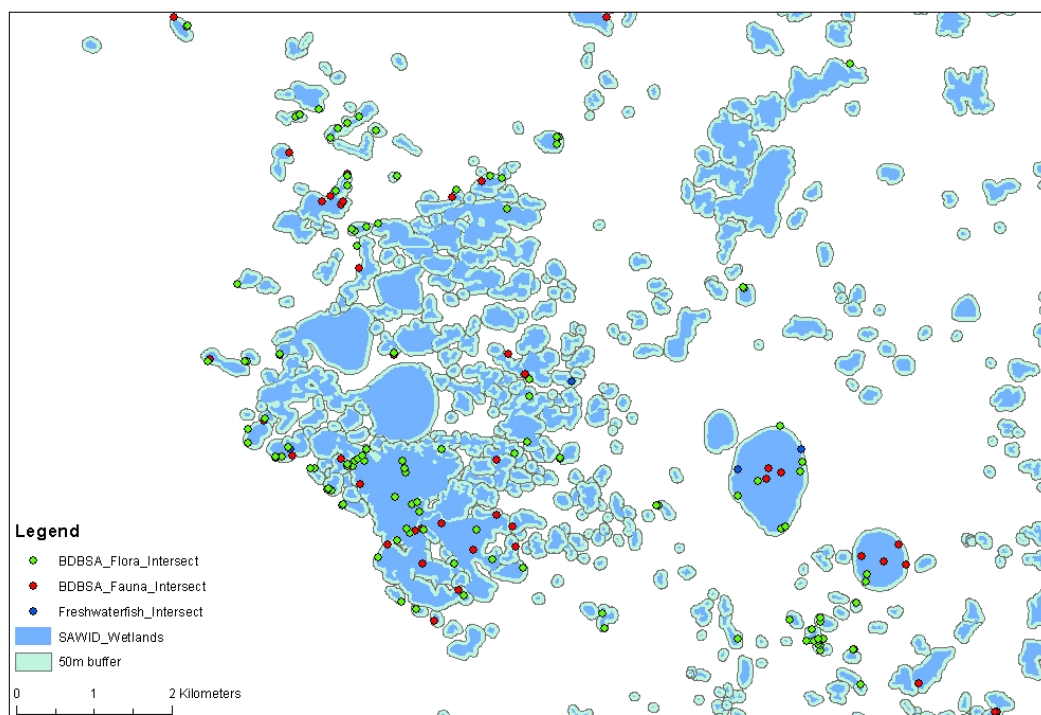 Legend
BDBSA_Flora_Intersect
BDBSA_Fauna_Intersect
Freshwaterfish_Intersect
SAWID_Wetlands
50m buffer
0 1 2 Kilometers